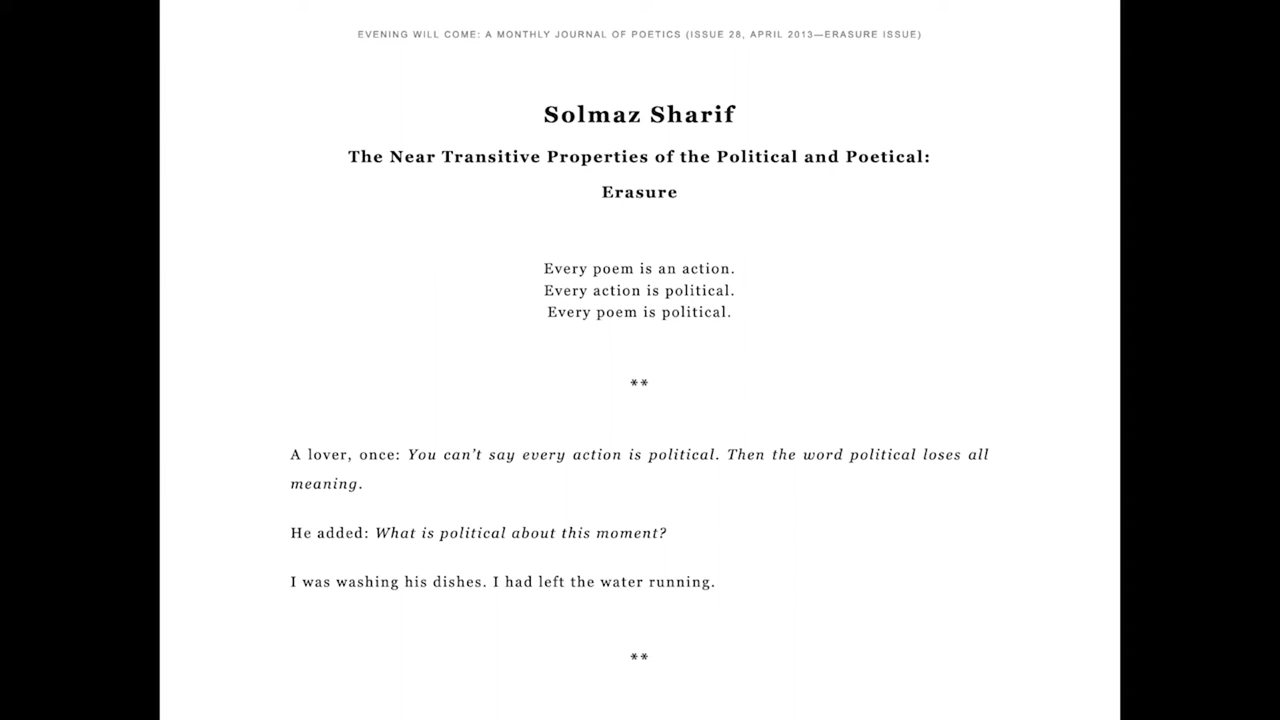 EVENING WILL COME: A MONTHLY JOURNAL OF POETICS (ISSUE 28, APRIL 2013—ERASURE ISSUE)
Solmaz Sharif
The Near Transitive Properties of the Political and Poetical:
Erasure
Every poem is an action.
Every action is political.
Every poem is political.
**
A lover, once: You can’t say every action is political. Then the word political loses all
meaning.
He added: What is political about this moment?
I was washing his dishes. I had left the water running.
**